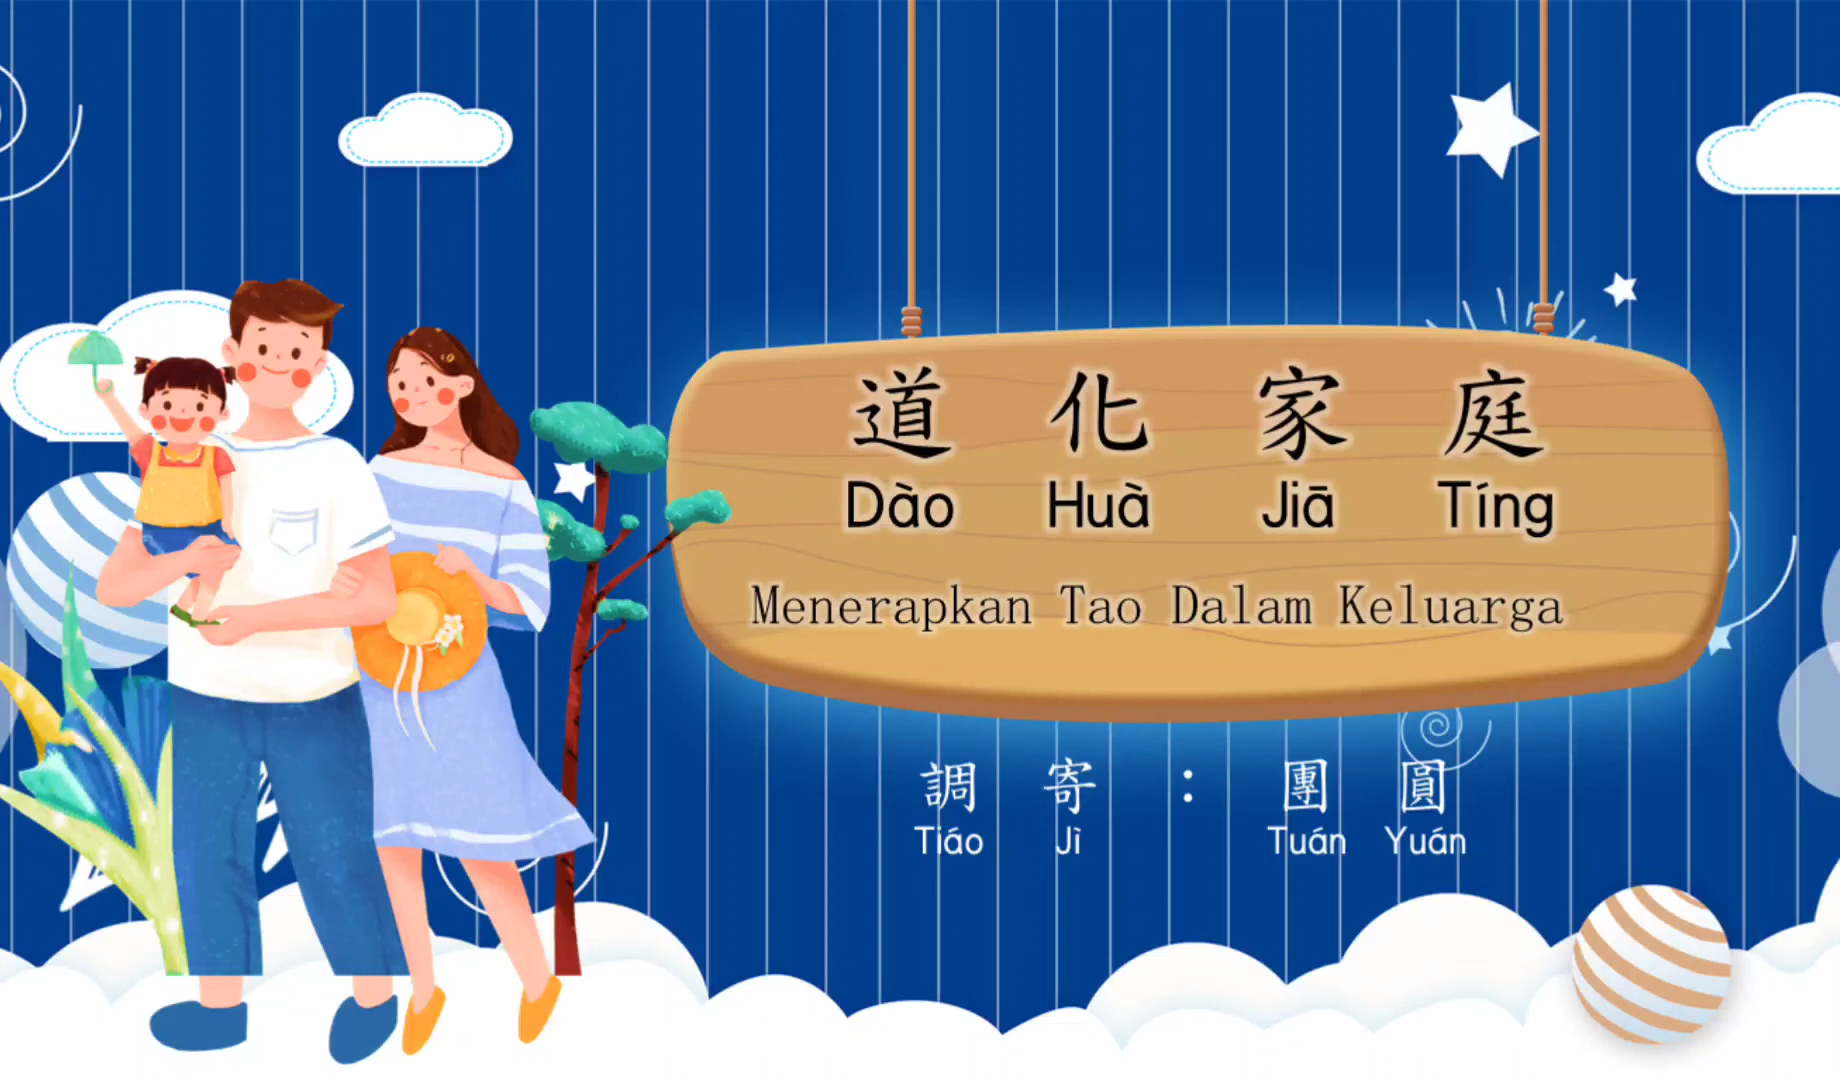 道 化 家 庭
Dào Huà Jiā Tíng
Menerapkan Tao Dalam Keluarga
調 寄 : 團 圓
Tiáo Jì Tuán Yuán